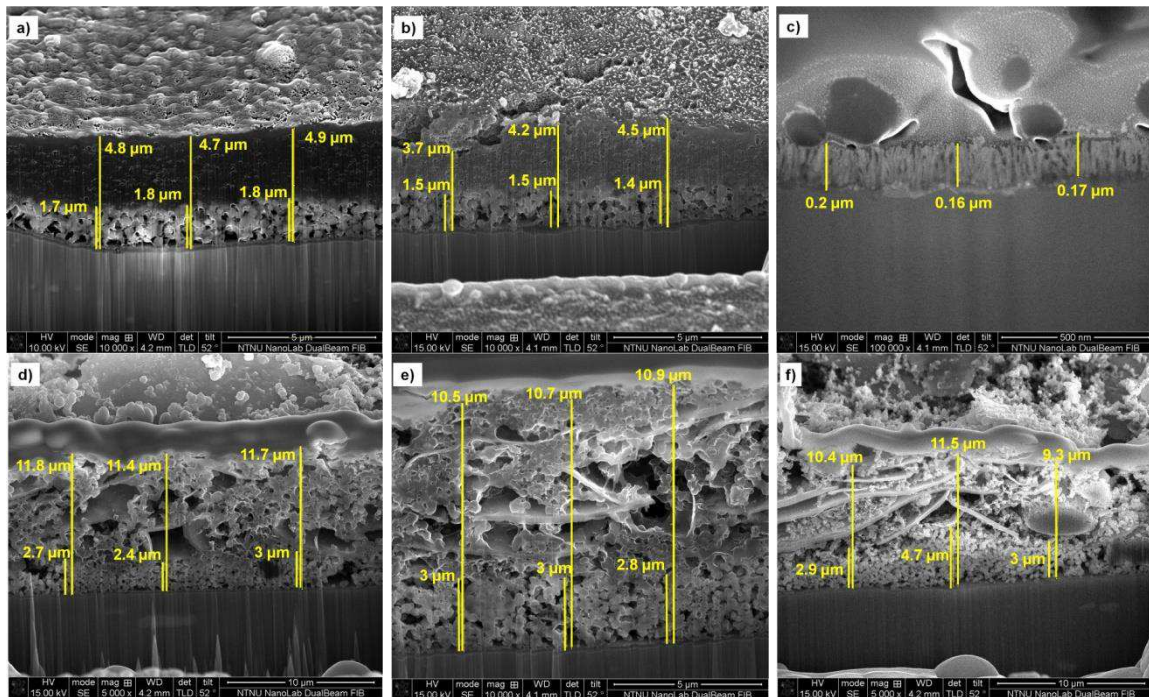 a)
4.8 µm
4.7 µm
4.9 µm
1.7 µm
1.8 µm
1.8 µm
HV mode mag WD det tilt 5 µm
10.00 kV SE 10 000 x 4.2 mm TLD 52 ° NTNU NanoLab DualBeam FIB
b)
3.7 µm
4.2 µm
4.5 µm
1.5 µm
1.5 µm
1.4 µm
HV mode mag WD det tilt 5 µm
15.00 kV SE 10 000 x 4.1 mm TLD 52 ° NTNU NanoLab DualBeam FIB
c)
0.2 µm
0.16 µm
0.17 µm
HV mode mag WD det tilt 500 nm
15.00 kV SE 100 000 x 4.2 mm TLD 52 ° NTNU NanoLab DualBeam FIB
d)
11.8 µm
11.4 µm
11.7 µm
2.7 µm
2.4 µm
3 µm
HV mode mag WD det tilt 10 µm
15.00 kV SE 5 000 x 4.2 mm TLD 52 ° NTNU NanoLab DualBeam FIB
e)
10.5 µm
10.7 µm
10.9 µm
3 µm
3 µm
2.8 µm
HV mode mag WD det tilt 5 µm
15.00 kV SE 10 000 x 4.1 mm TLD 52 ° NTNU NanoLab DualBeam FIB
f)
10.4 µm
11.5 µm
9.3 µm
2.9 µm
4.7 µm
3 µm
HV mode mag WD det tilt 10 µm
15.00 kV SE 5 000 x 4.2 mm TLD 52 ° NTNU NanoLab DualBeam FIB